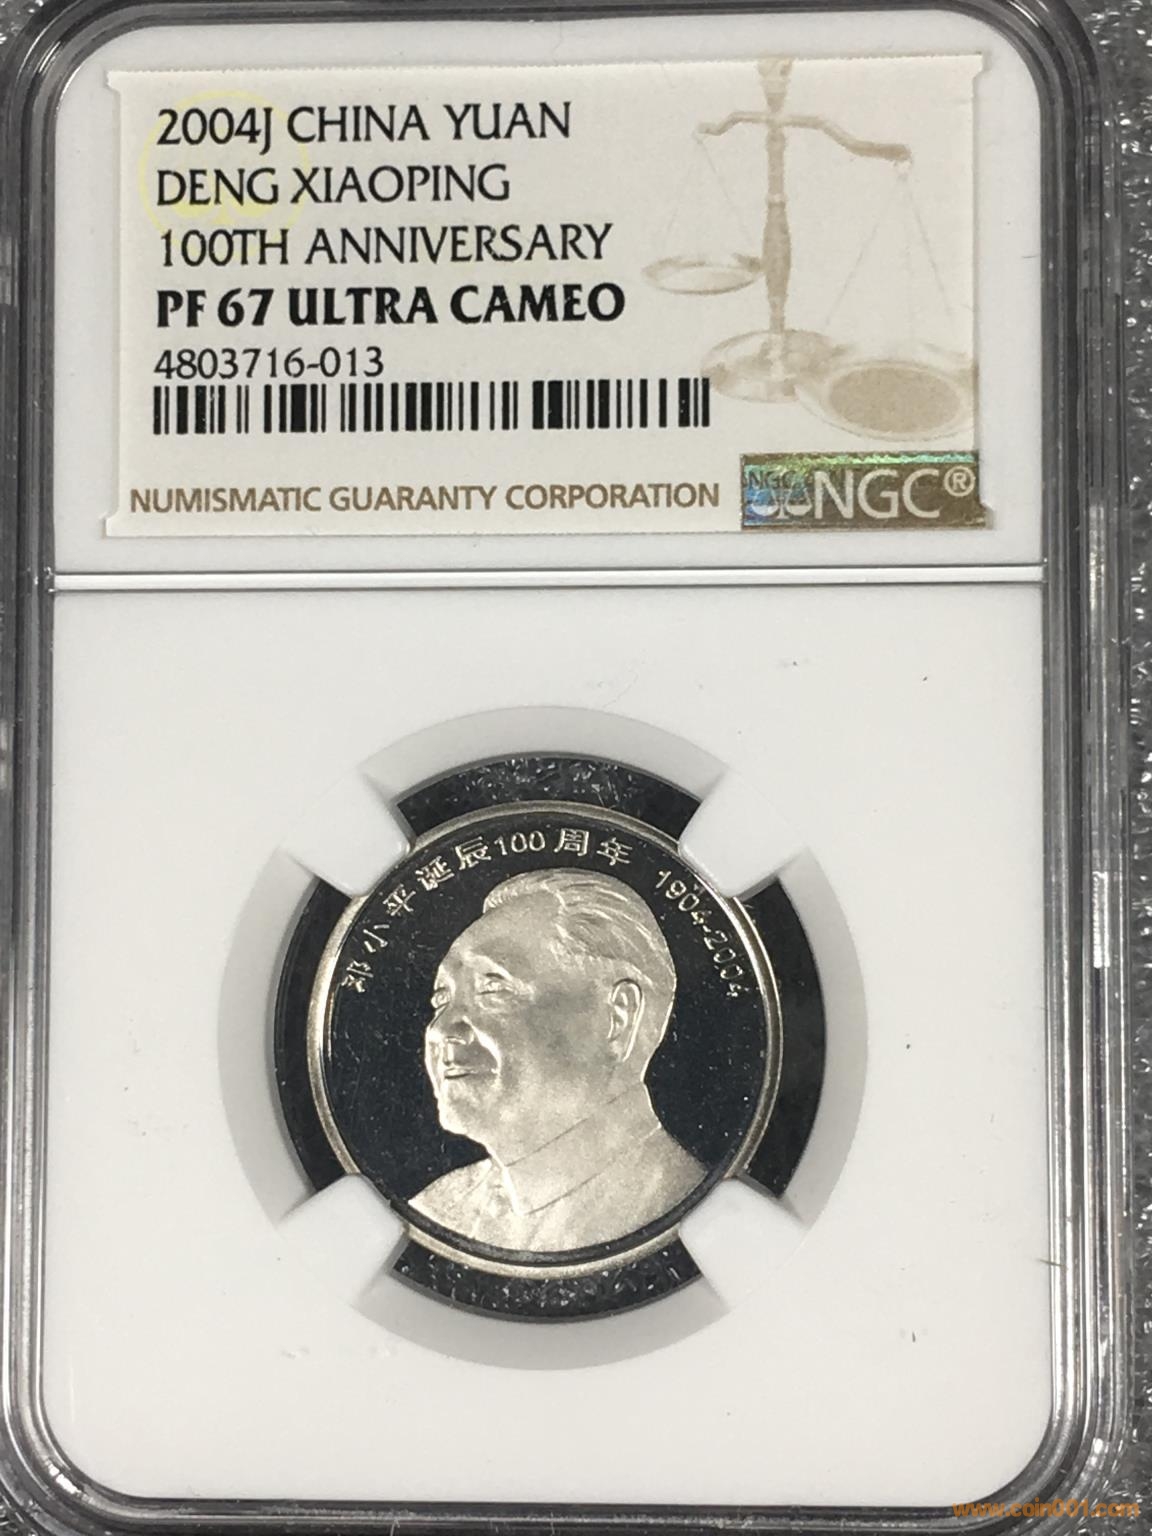 2004J CHINA YUAN
DENG XIAOPING
100TH ANNIVERSARY
PF 67 ULTRA CAMEO
4803716-013
NUMISMATIC GUARANTY CORPORATION
NGC NGC®
邓小平诞辰100周年 1904-2004
www.coin001.com